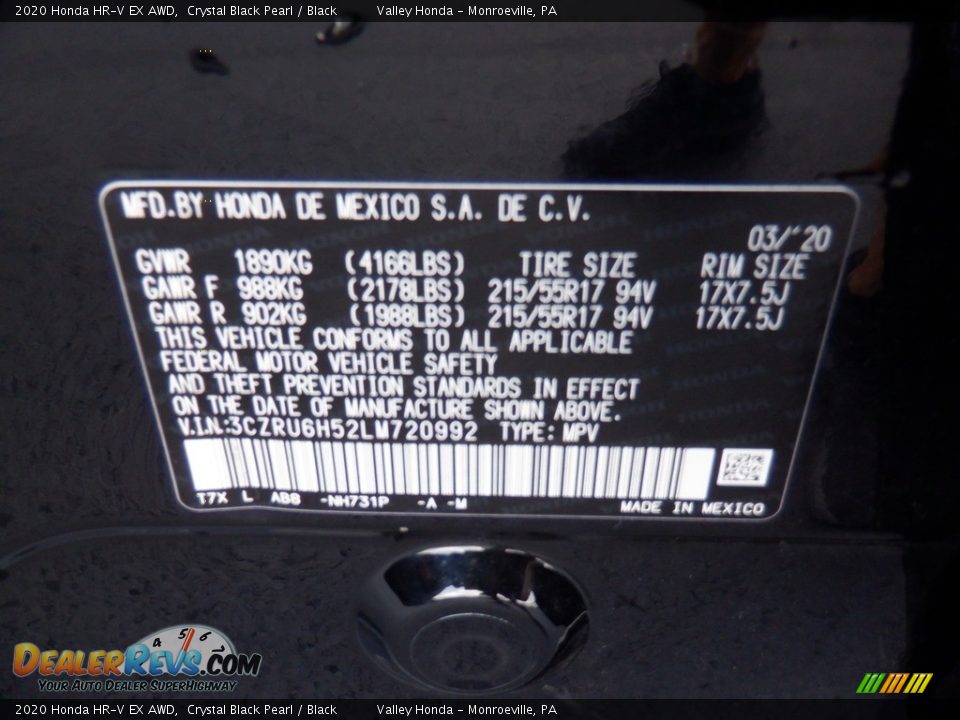 2020 Honda HR-V EX AWD, Crystal Black Pearl / Black Valley Honda - Monroeville, PA
MFD.BY HONDA DE MEXICO S.A. DE C.V.
03/'20
GVWR 1890KG (4166LBS) TIRE SIZE RIM SIZE
GAWR F 988KG (2178LBS) 215/55R17 94V 17X7.5J
GAWR R 902KG (1988LBS) 215/55R17 94V 17X7.5J
THIS VEHICLE CONFORMS TO ALL APPLICABLE
FEDERAL MOTOR VEHICLE SAFETY
AND THEFT PREVENTION STANDARDS IN EFFECT
ON THE DATE OF MANUFACTURE SHOWN ABOVE.
V.I.N.:3CZRU6H52LM720992 TYPE: MPV
T7X L AB8 -NH731P -A -M MADE IN MEXICO
4 5 6
DEALERREVS.COM
YOUR AUTO DEALER SUPERHIGHWAY
2020 Honda HR-V EX AWD, Crystal Black Pearl / Black Valley Honda - Monroeville, PA